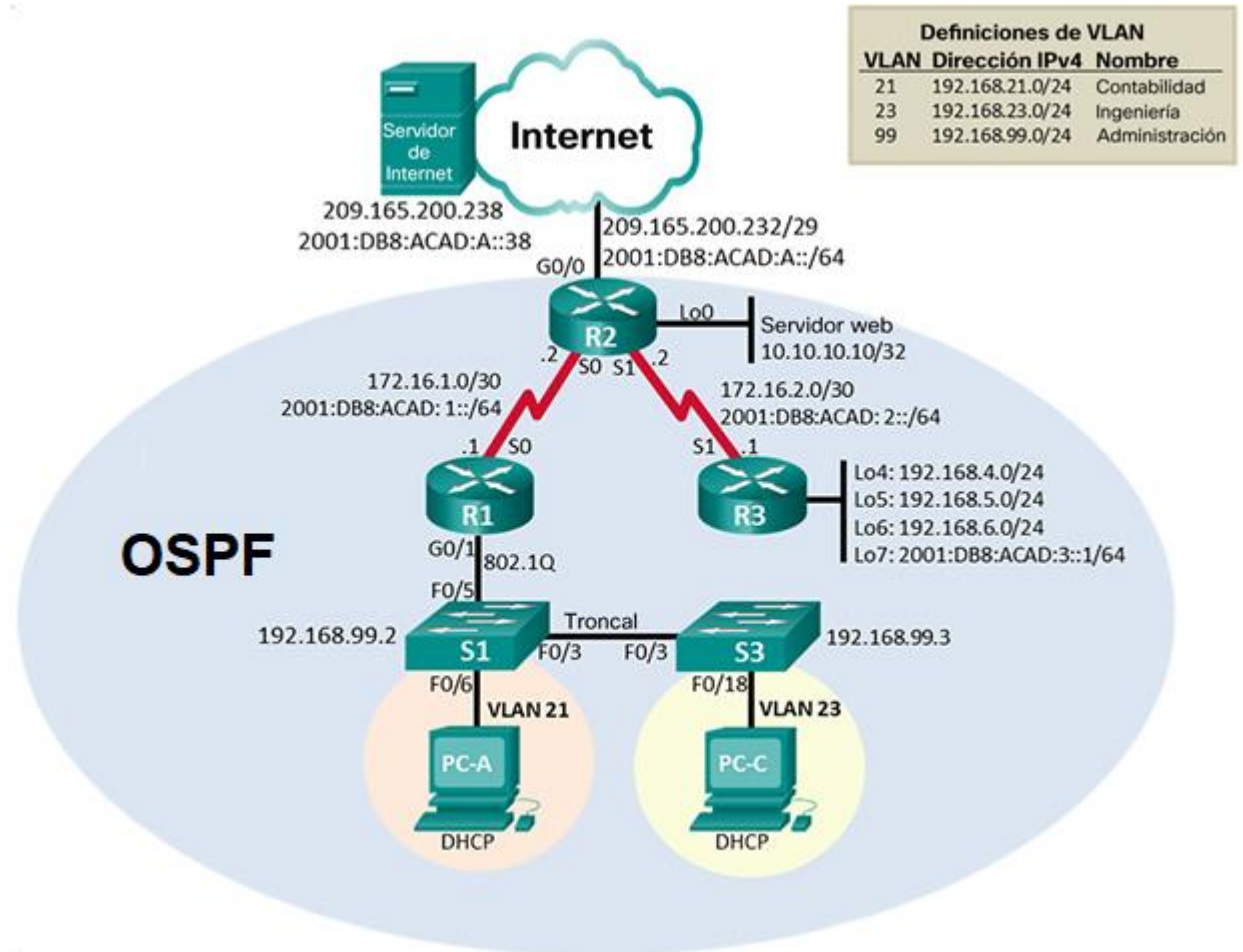 Definiciones de VLAN
VLAN Dirección IPv4 Nombre
21 192.168.21.0/24 Contabilidad
23 192.168.23.0/24 Ingeniería
99 192.168.99.0/24 Administración
Servidor
de
Internet
Internet
209.165.200.238
2001:DB8:ACAD:A::38
209.165.200.232/29
2001:DB8:ACAD:A::/64
G0/0
R2
Lo0
Servidor web
10.10.10.10/32
.2
S0
S1
.2
172.16.1.0/30
2001:DB8:ACAD: 1::/64
172.16.2.0/30
2001:DB8:ACAD: 2::/64
.1
S0
S1
.1
R1
R3
Lo4: 192.168.4.0/24
Lo5: 192.168.5.0/24
Lo6: 192.168.6.0/24
Lo7: 2001:DB8:ACAD:3::1/64
OSPF
G0/1
802.1Q
F0/5
Troncal
192.168.99.2
S1
F0/3
F0/3
S3
192.168.99.3
F0/6
VLAN 21
F0/18
VLAN 23
PC-A
PC-C
DHCP
DHCP